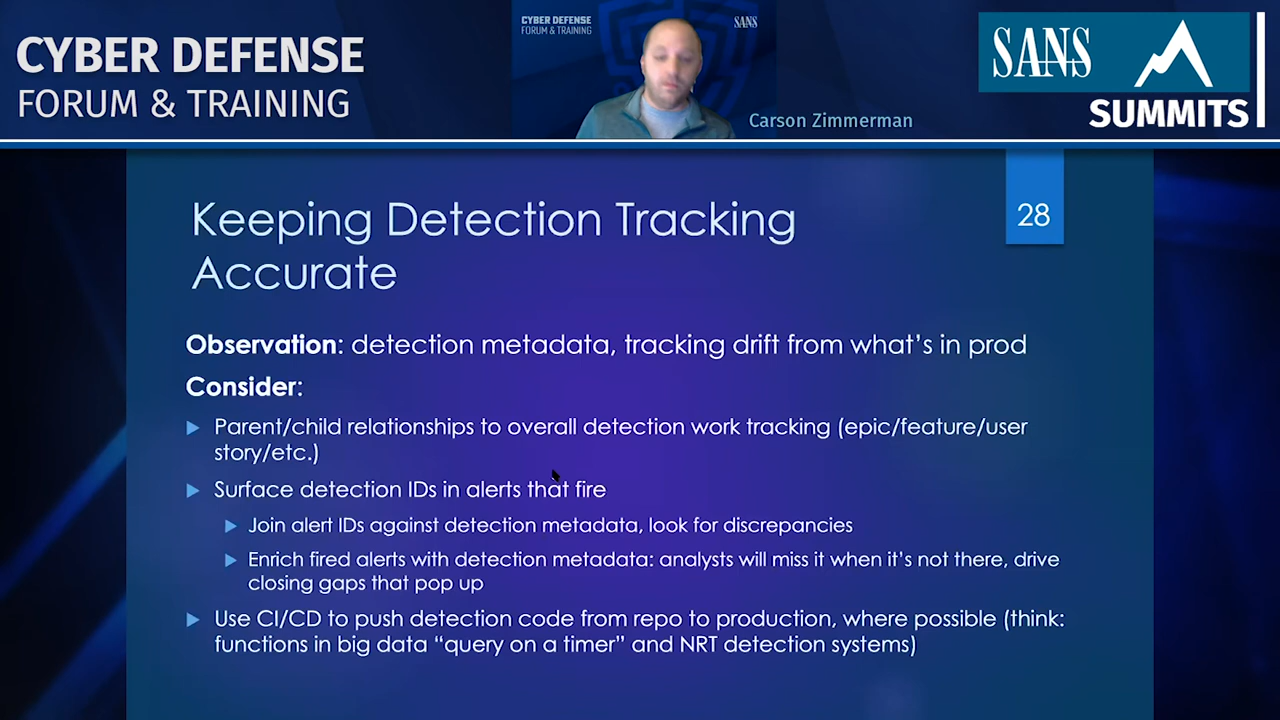 CYBER DEFENSE
FORUM & TRAINING
CYBER DEFENSE
FORUM & TRAINING
SANS
Carson Zimmerman
SANS
SUMMITS
Keeping Detection Tracking
Accurate
28
Observation: detection metadata, tracking drift from what’s in prod
Consider:
Parent/child relationships to overall detection work tracking (epic/feature/user
story/etc.)
Surface detection IDs in alerts that fire
Join alert IDs against detection metadata, look for discrepancies
Enrich fired alerts with detection metadata: analysts will miss it when it’s not there, drive
closing gaps that pop up
Use CI/CD to push detection code from repo to production, where possible (think:
functions in big data “query on a timer” and NRT detection systems)